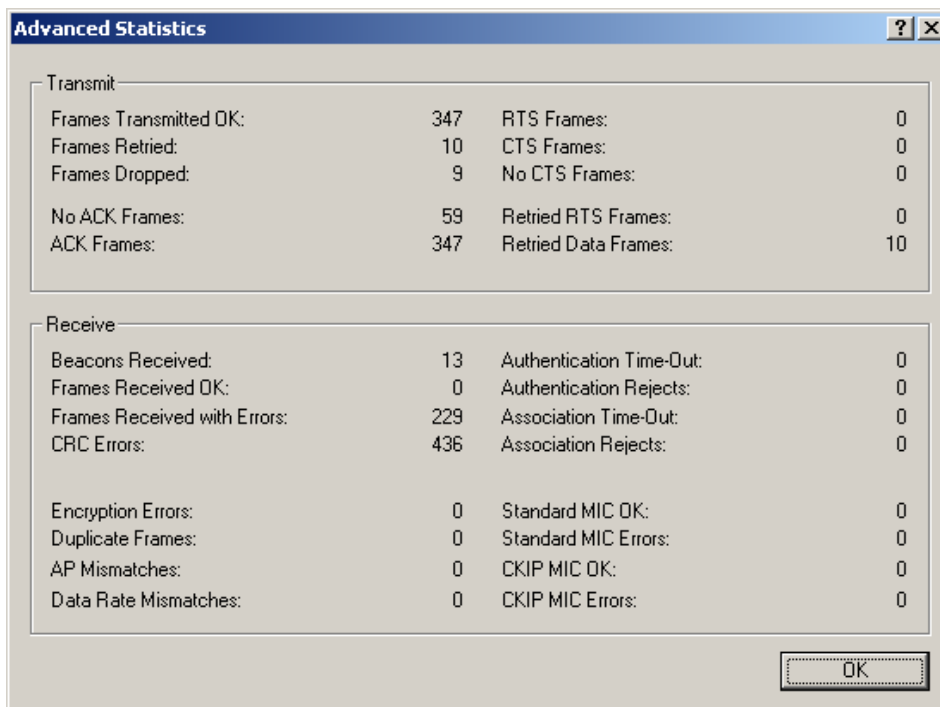 Advanced Statistics
Transmit
Frames Transmitted OK: 347 RTS Frames: 0
Frames Retried: 10 CTS Frames: 0
Frames Dropped: 9 No CTS Frames: 0
No ACK Frames: 59 Retried RTS Frames: 0
ACK Frames: 347 Retried Data Frames: 10
Receive
Beacons Received: 13 Authentication Time-Out: 0
Frames Received OK: 0 Authentication Rejects: 0
Frames Received with Errors: 229 Association Time-Out: 0
CRC Errors: 436 Association Rejects: 0
Encryption Errors: 0 Standard MIC OK: 0
Duplicate Frames: 0 Standard MIC Errors: 0
AP Mismatches: 0 CKIP MIC OK: 0
Data Rate Mismatches: 0 CKIP MIC Errors: 0
OK